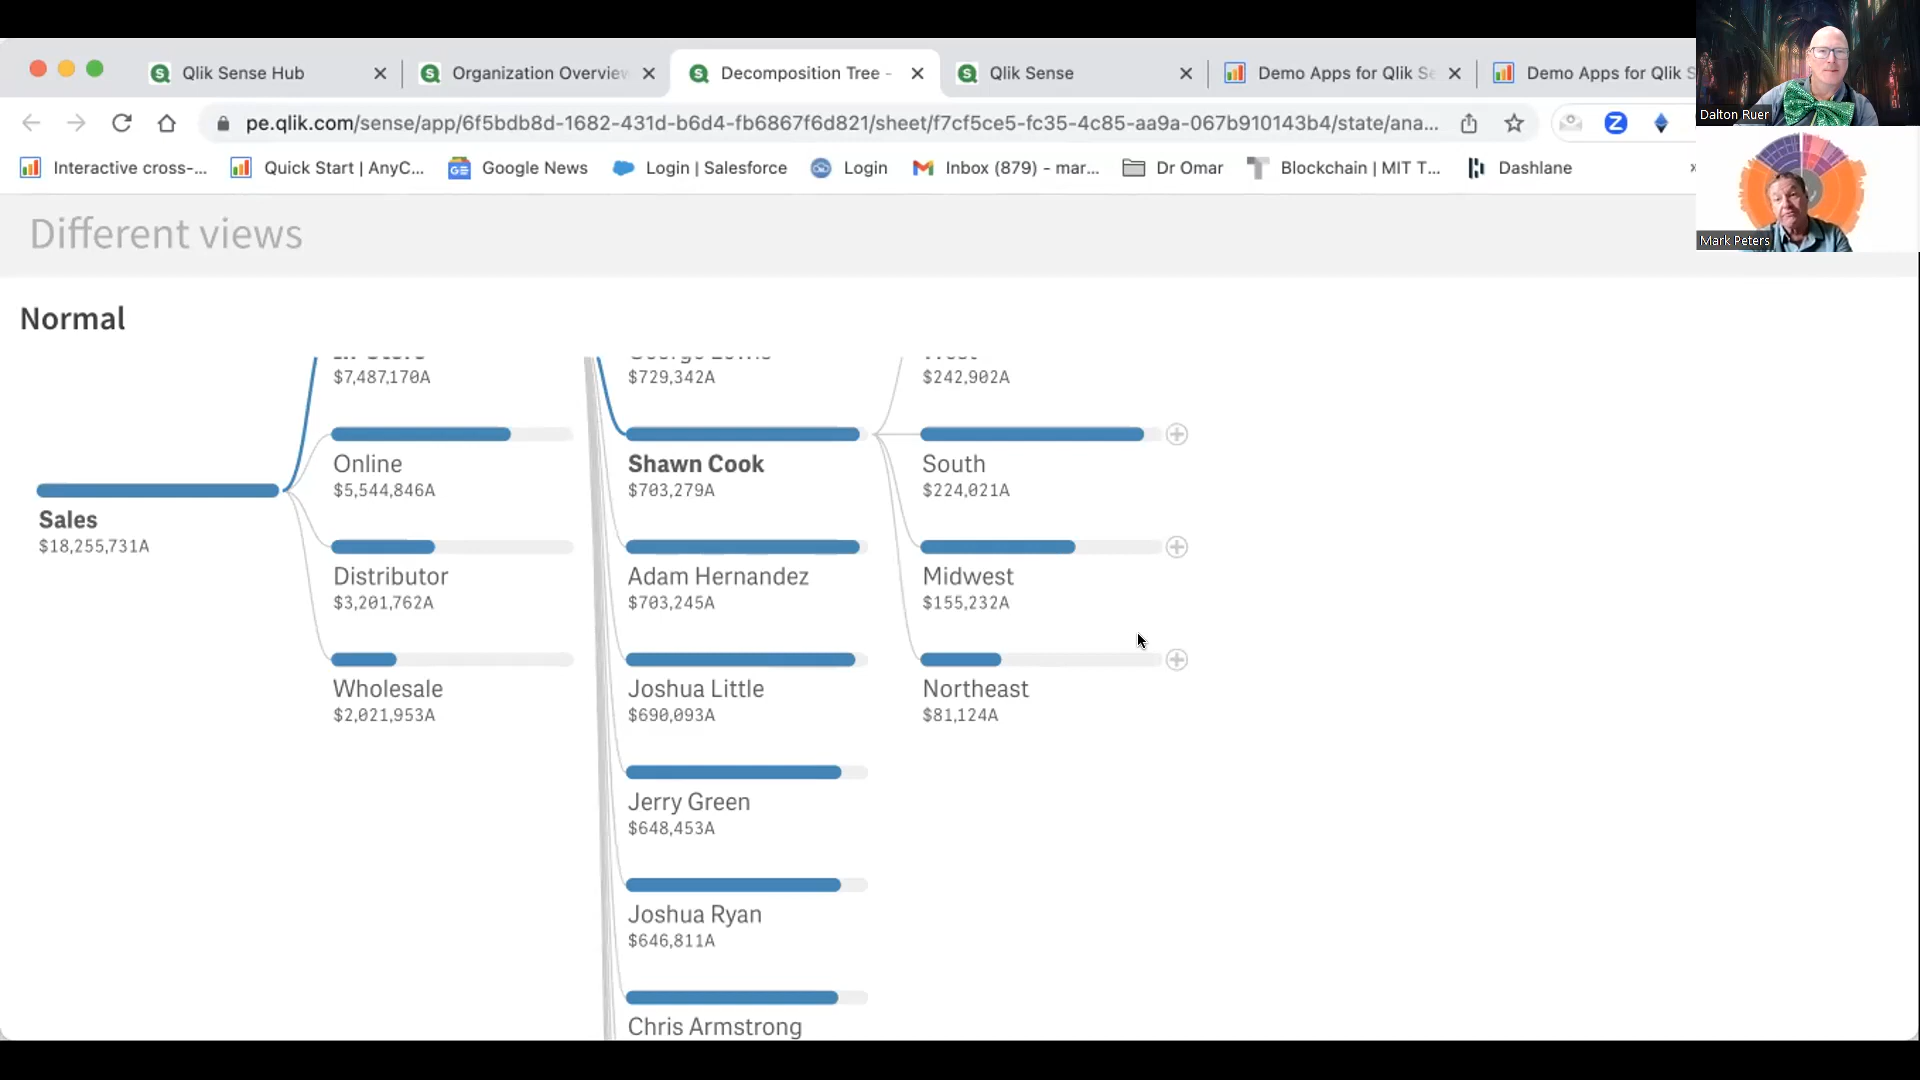 Qlik Sense Hub
Organization Overview
Decomposition Tree -
Qlik Sense
Demo Apps for Qlik Se
Demo Apps for Qlik S
pe.qlik.com/sense/app/6f5bdb8d-1682-431d-b6d4-fb6867f6d821/sheet/f7cf5ce5-fc35-4c85-aa9a-067b910143b4/state/ana...
Interactive cross-...
Quick Start | AnyC...
Google News
Login | Salesforce
Login
Inbox (879) - mar...
Dr Omar
Blockchain | MIT T...
Dashlane
»
Dalton Ruer
Mark Peters
Different views
Normal
Sales
$18,255,731A
$7,487,170A
Online
$5,544,846A
Distributor
$3,201,762A
Wholesale
$2,021,953A
$729,342A
Shawn Cook
$703,279A
Adam Hernandez
$703,245A
Joshua Little
$690,093A
Jerry Green
$648,453A
Joshua Ryan
$646,811A
Chris Armstrong
$242,902A
South
$224,021A
Midwest
$155,232A
Northeast
$81,124A